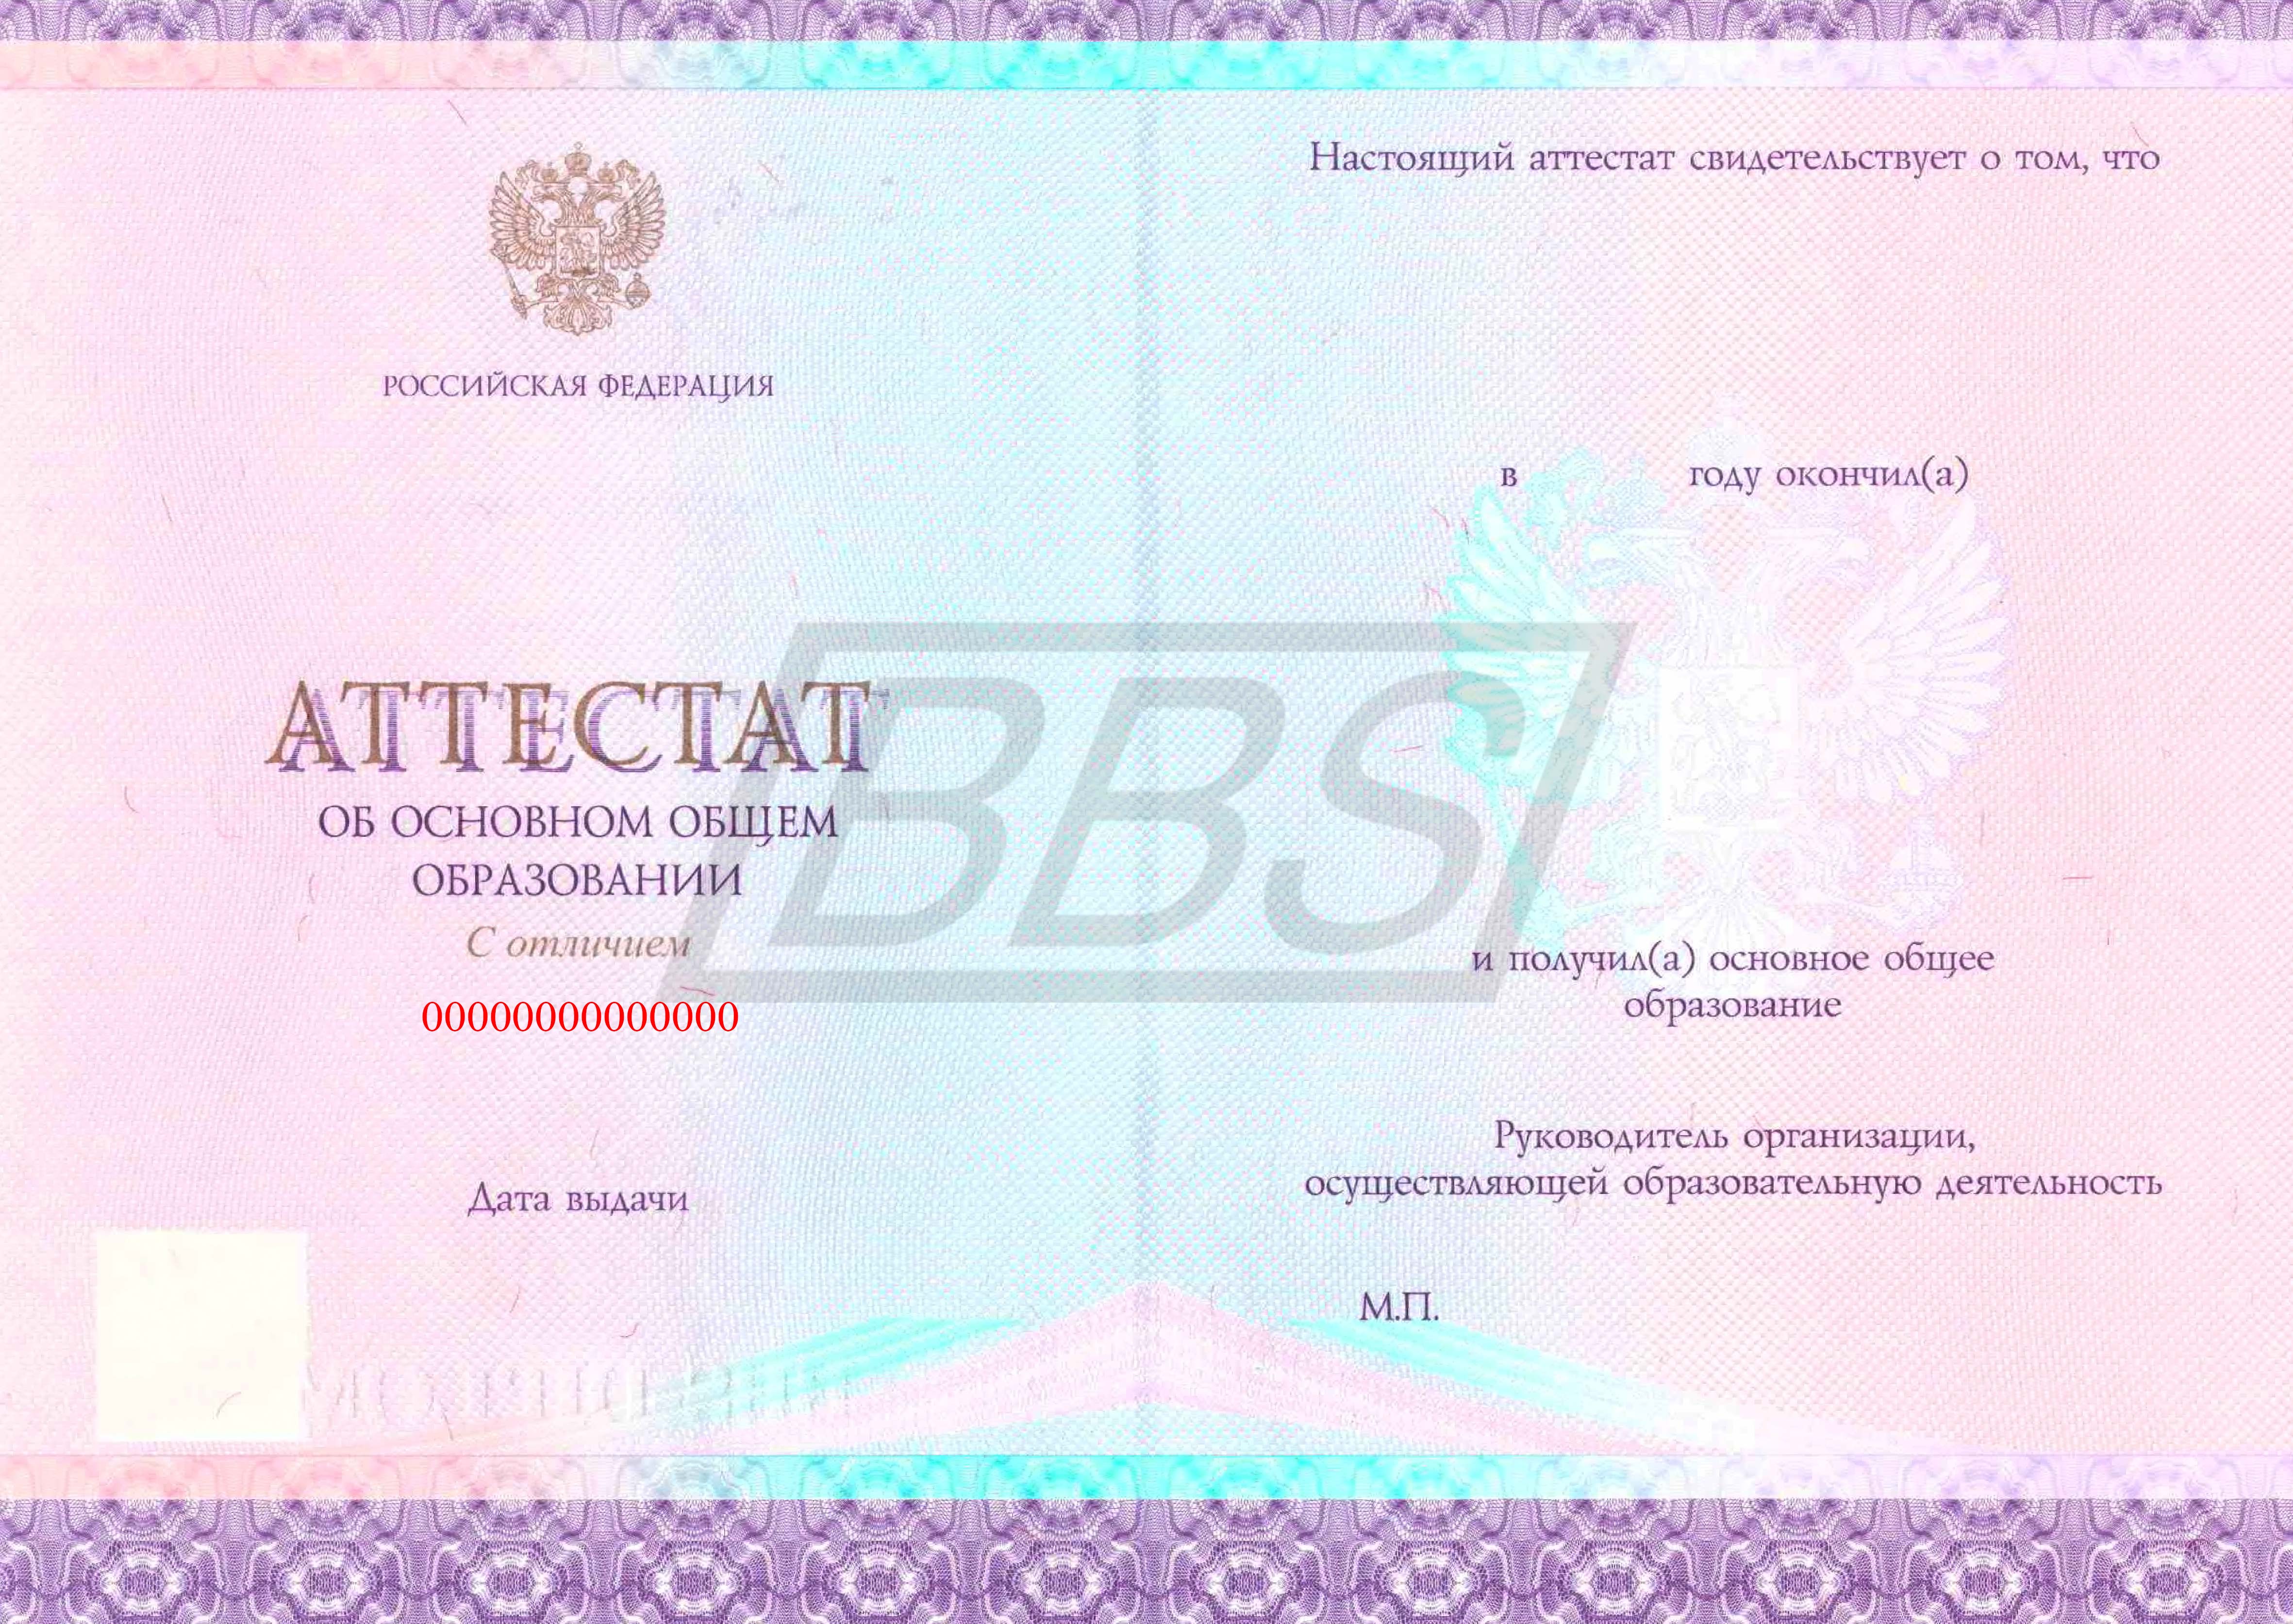 РОССИЙСКАЯ ФЕДЕРАЦИЯ
АТТЕСТАТ
ОБ ОСНОВНОМ ОБЩЕМ
ОБРАЗОВАНИИ
С отличием
00000000000000
Дата выдачи
BBS
Настоящий аттестат свидетельствует о том, что
в году окончил(а)
и получил(а) основное общее
образование
Руководитель организации,
осуществляющей образовательную деятельность
М.П.